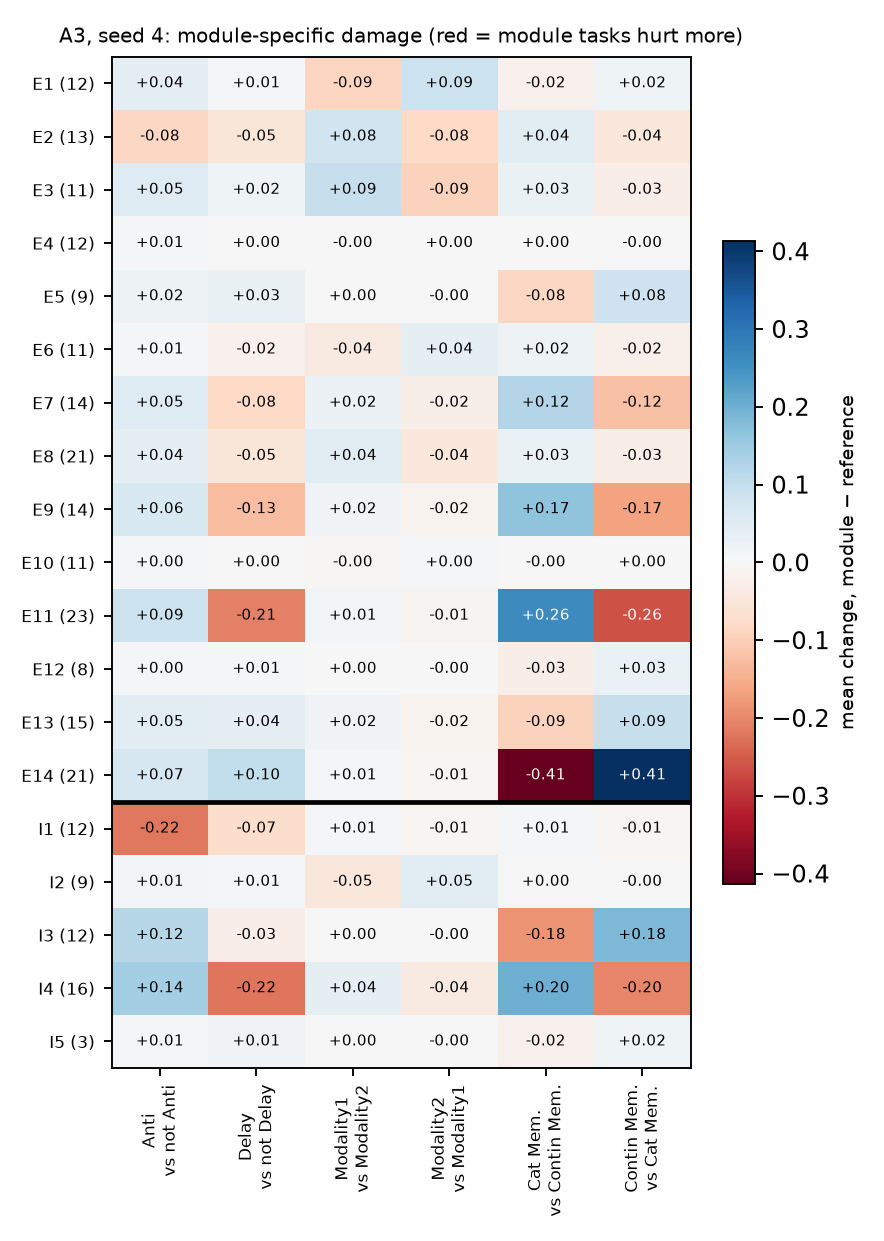 A3, seed 4: module-specific damage (red = module tasks hurt more)
E1 (12) +0.04 +0.01 -0.09 +0.09 -0.02 +0.02
E2 (13) -0.08 -0.05 +0.08 -0.08 +0.04 -0.04
E3 (11) +0.05 +0.02 +0.09 -0.09 +0.03 -0.03
E4 (12) +0.01 +0.00 -0.00 +0.00 +0.00 -0.00
E5 (9) +0.02 +0.03 +0.00 -0.00 -0.08 +0.08
E6 (11) +0.01 -0.02 -0.04 +0.04 +0.02 -0.02
E7 (14) +0.05 -0.08 +0.02 -0.02 +0.12 -0.12
E8 (21) +0.04 -0.05 +0.04 -0.04 +0.03 -0.03
E9 (14) +0.06 -0.13 +0.02 -0.02 +0.17 -0.17
E10 (11) +0.00 +0.00 -0.00 +0.00 -0.00 +0.00
E11 (23) +0.09 -0.21 +0.01 -0.01 +0.26 -0.26
E12 (8) +0.00 +0.01 +0.00 -0.00 -0.03 +0.03
E13 (15) +0.05 +0.04 +0.02 -0.02 -0.09 +0.09
E14 (21) +0.07 +0.10 +0.01 -0.01 -0.41 +0.41
I1 (12) -0.22 -0.07 +0.01 -0.01 +0.01 -0.01
I2 (9) +0.01 +0.01 -0.05 +0.05 +0.00 -0.00
I3 (12) +0.12 -0.03 +0.00 -0.00 -0.18 +0.18
I4 (16) +0.14 -0.22 +0.04 -0.04 +0.20 -0.20
I5 (3) +0.01 +0.01 +0.00 -0.00 -0.02 +0.02
Anti
vs not Anti
Delay
vs not Delay
Modality1
vs Modality2
Modality2
vs Modality1
Cat Mem.
vs Contin Mem.
Contin Mem.
vs Cat Mem.
0.4
0.3
0.2
0.1
0.0
−0.1
−0.2
−0.3
−0.4
mean change, module − reference